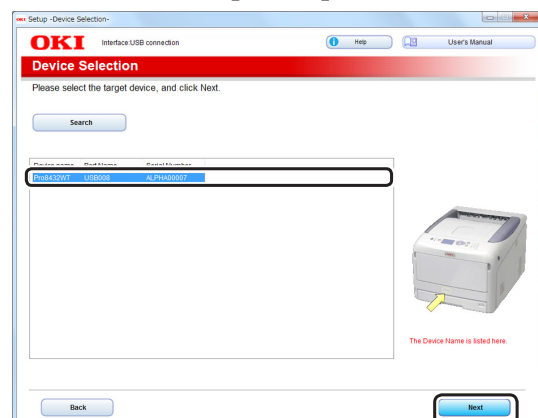 OKI Setup -Device Selection-
OKI Interface:USB connection Help User's Manual
Device Selection
Please select the target device, and click Next.
Search
Device name Port Name Serial Number
Pro8432WT USB008 ALPHA00007
OKI
The Device Name is listed here.
Back Next